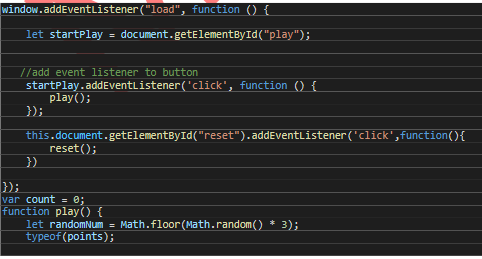 window.addEventListener("load", function () {
let startPlay = document.getElementById("play");
//add event listener to button
startPlay.addEventListener('click', function () {
play();
});
this.document.getElementById("reset").addEventListener('click',function(){
reset();
})
});
var count = 0;
function play() {
let randomNum = Math.floor(Math.random() * 3);
typeof(points);